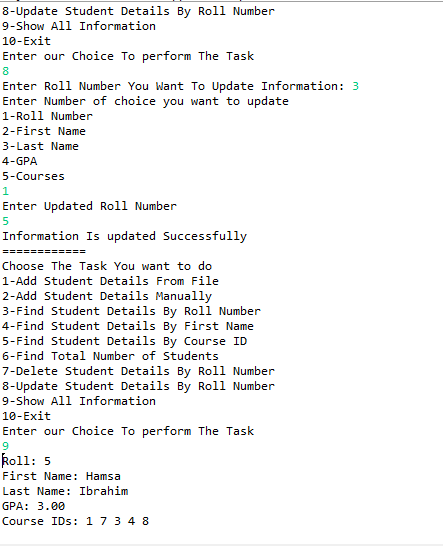 8-Update Student Details By Roll Number
9-Show All Information
10-Exit
Enter our Choice To perform The Task
8
Enter Roll Number You Want To Update Information: 3
Enter Number of choice you want to update
1-Roll Number
2-First Name
3-Last Name
4-GPA
5-Courses
1
Enter Updated Roll Number
5
Information Is updated Successfully
============
Choose The Task You want to do
1-Add Student Details From File
2-Add Student Details Manually
3-Find Student Details By Roll Number
4-Find Student Details By First Name
5-Find Student Details By Course ID
6-Find Total Number of Students
7-Delete Student Details By Roll Number
8-Update Student Details By Roll Number
9-Show All Information
10-Exit
Enter our Choice To perform The Task
9
Roll: 5
First Name: Hamsa
Last Name: Ibrahim
GPA: 3.00
Course IDs: 1 7 3 4 8